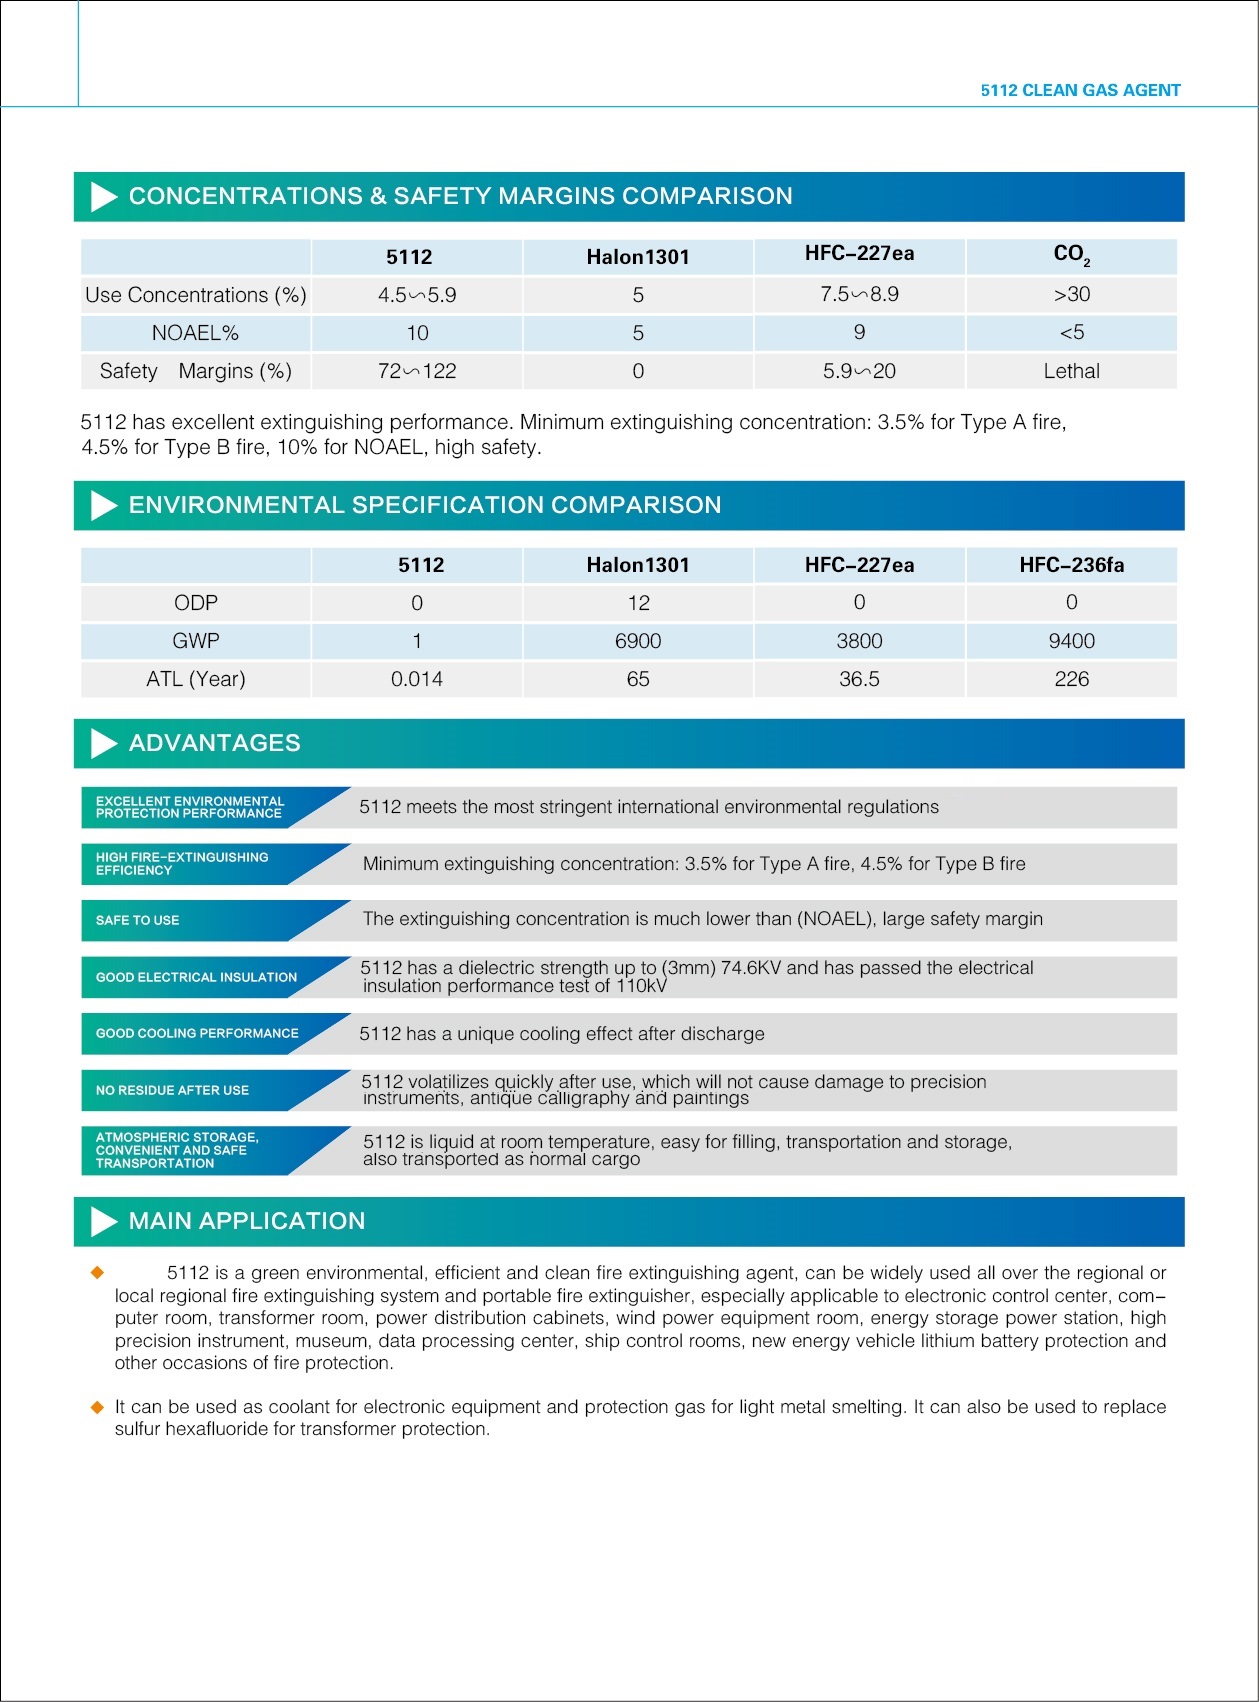 5112 CLEAN GAS AGENT
CONCENTRATIONS & SAFETY MARGINS COMPARISON
5112 Halon1301 HFC-227ea CO₂
Use Concentrations (%) 4.5∽5.9 5 7.5∽8.9 >30
NOAEL% 10 5 9 <5
Safety Margins (%) 72∽122 0 5.9∽20 Lethal
5112 has excellent extinguishing performance. Minimum extinguishing concentration: 3.5% for Type A fire,
4.5% for Type B fire, 10% for NOAEL, high safety.
ENVIRONMENTAL SPECIFICATION COMPARISON
5112 Halon1301 HFC-227ea HFC-236fa
ODP 0 12 0 0
GWP 1 6900 3800 9400
ATL (Year) 0.014 65 36.5 226
ADVANTAGES
EXCELLENT ENVIRONMENTAL
PROTECTION PERFORMANCE
5112 meets the most stringent international environmental regulations
HIGH FIRE-EXTINGUISHING
EFFICIENCY
Minimum extinguishing concentration: 3.5% for Type A fire, 4.5% for Type B fire
SAFE TO USE
The extinguishing concentration is much lower than (NOAEL), large safety margin
GOOD ELECTRICAL INSULATION
5112 has a dielectric strength up to (3mm) 74.6KV and has passed the electrical
insulation performance test of 110kV
GOOD COOLING PERFORMANCE
5112 has a unique cooling effect after discharge
NO RESIDUE AFTER USE
5112 volatilizes quickly after use, which will not cause damage to precision
instruments, antique calligraphy and paintings
ATMOSPHERIC STORAGE,
CONVENIENT AND SAFE
TRANSPORTATION
5112 is liquid at room temperature, easy for filling, transportation and storage,
also transported as normal cargo
MAIN APPLICATION
5112 is a green environmental, efficient and clean fire extinguishing agent, can be widely used all over the regional or
local regional fire extinguishing system and portable fire extinguisher, especially applicable to electronic control center, com-
puter room, transformer room, power distribution cabinets, wind power equipment room, energy storage power station, high
precision instrument, museum, data processing center, ship control rooms, new energy vehicle lithium battery protection and
other occasions of fire protection.
It can be used as coolant for electronic equipment and protection gas for light metal smelting. It can also be used to replace
sulfur hexafluoride for transformer protection.